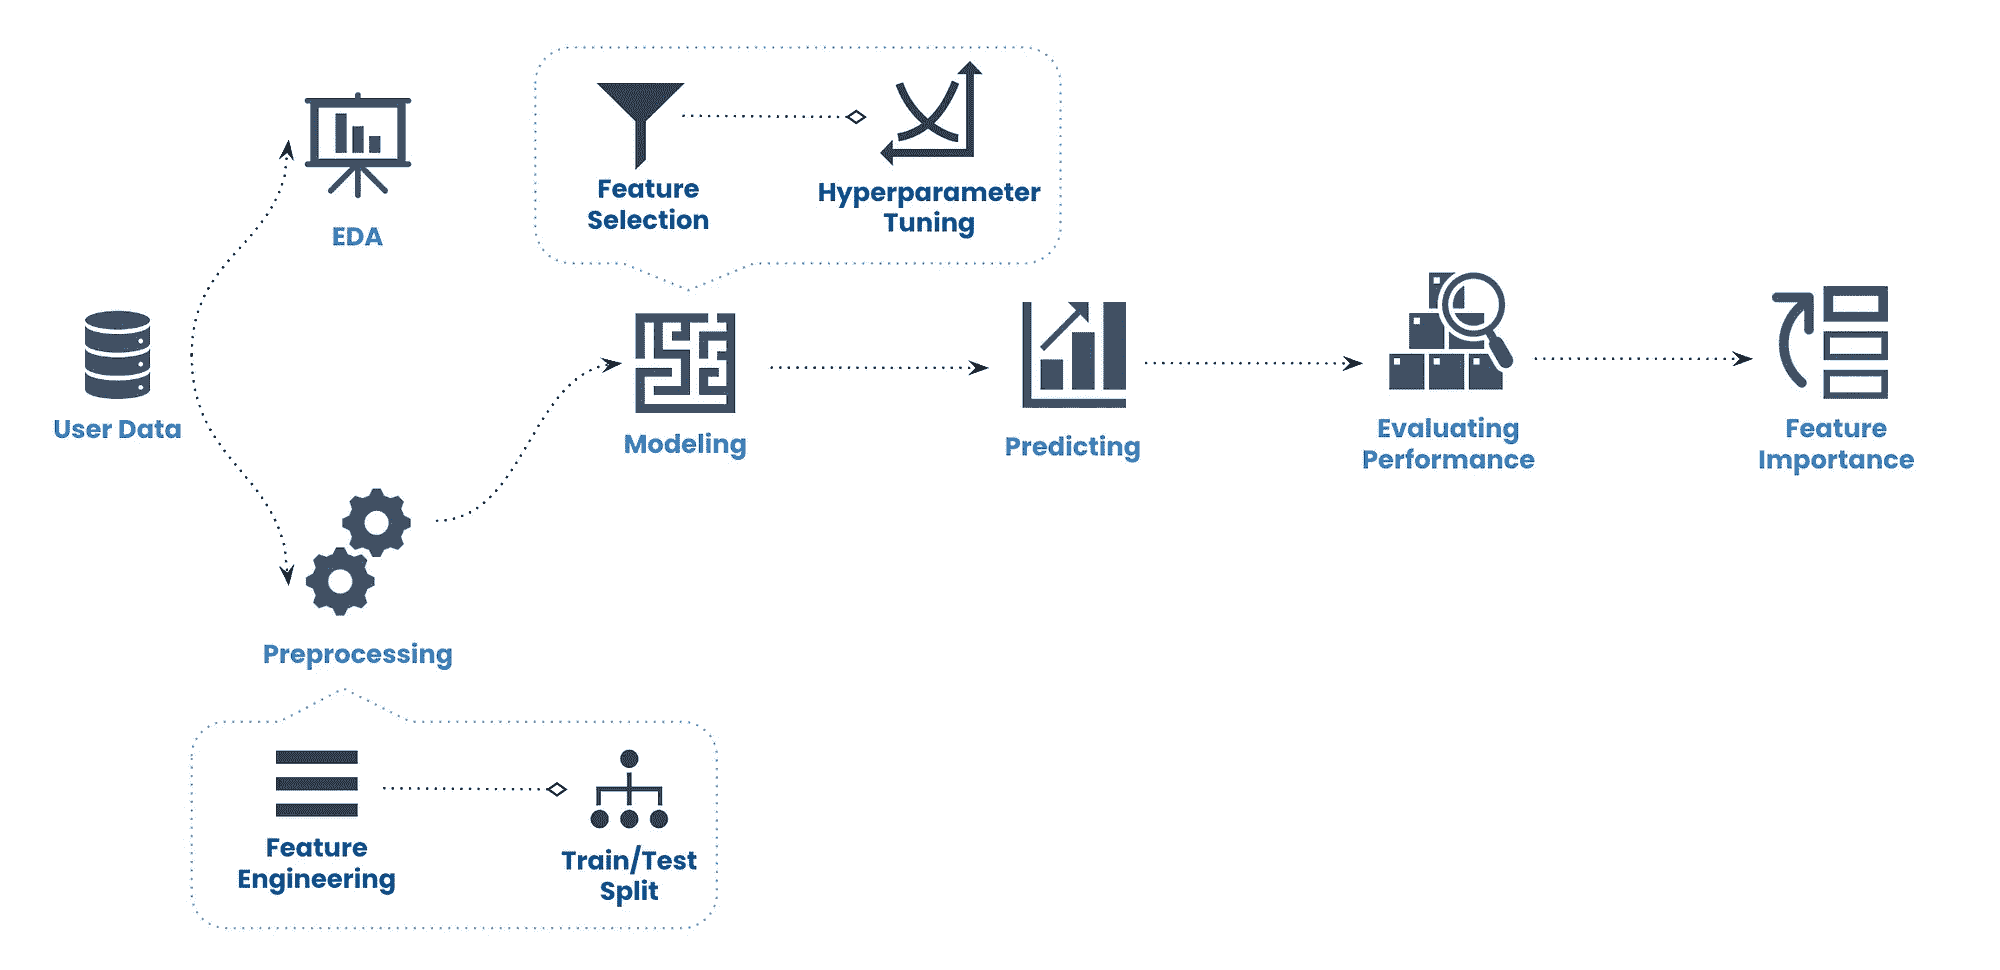 Feature
Selection
Hyperparameter
Tuning
EDA
User Data
Modeling
Predicting
Evaluating
Performance
Feature
Importance
Preprocessing
Feature
Engineering
Train/Test
Split